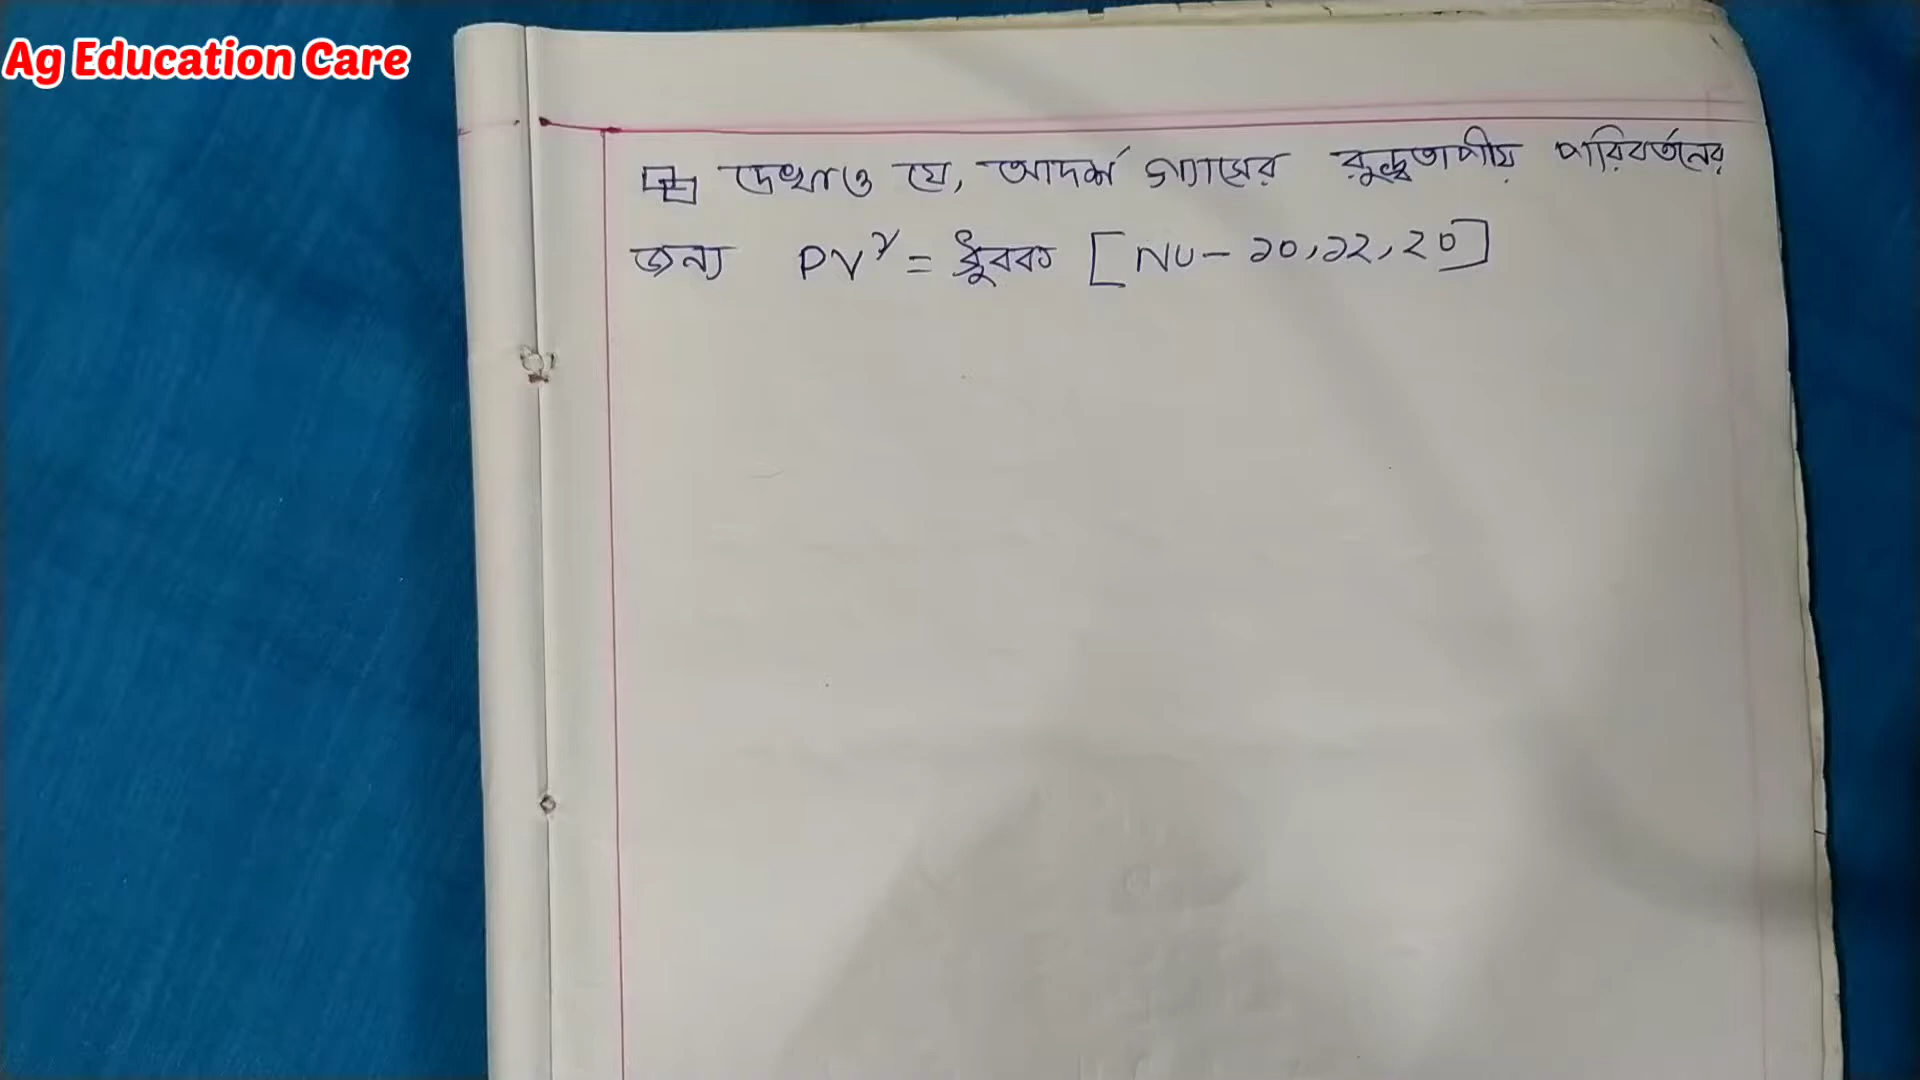 Ag Education Care
দেখাও যে, আদর্শ গ্যাসের রুদ্ধতাপীয় পরিবর্তনের
জন্য PV^γ = ধ্রুবক [NU - ১০, ১২, ২০]